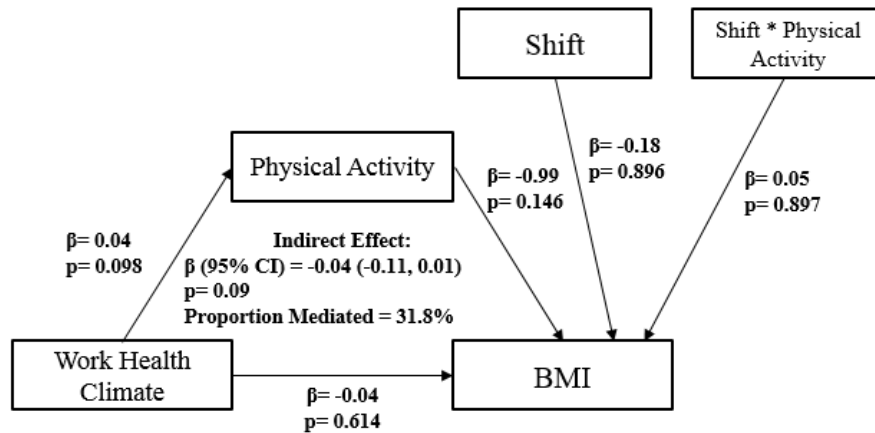 Shift
Shift * Physical
Activity
Physical Activity
β= -0.18
p= 0.896
β= -0.99
p= 0.146
β= 0.05
p= 0.897
β= 0.04
p= 0.098
Indirect Effect:
β (95% CI) = -0.04 (-0.11, 0.01)
p= 0.09
Proportion Mediated = 31.8%
Work Health
Climate
BMI
β= -0.04
p= 0.614